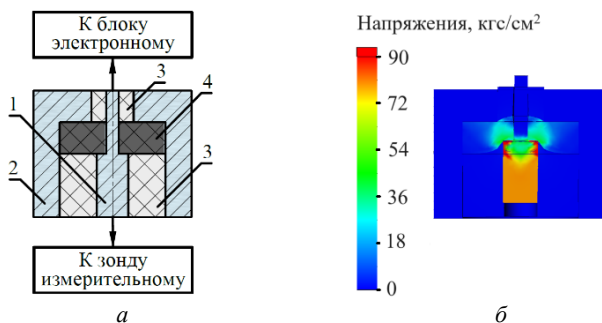 К блоку
электронному
1
3
4
2
3
К зонду
измерительному
а
Напряжения, кгс/см²
90
72
54
36
18
0
б